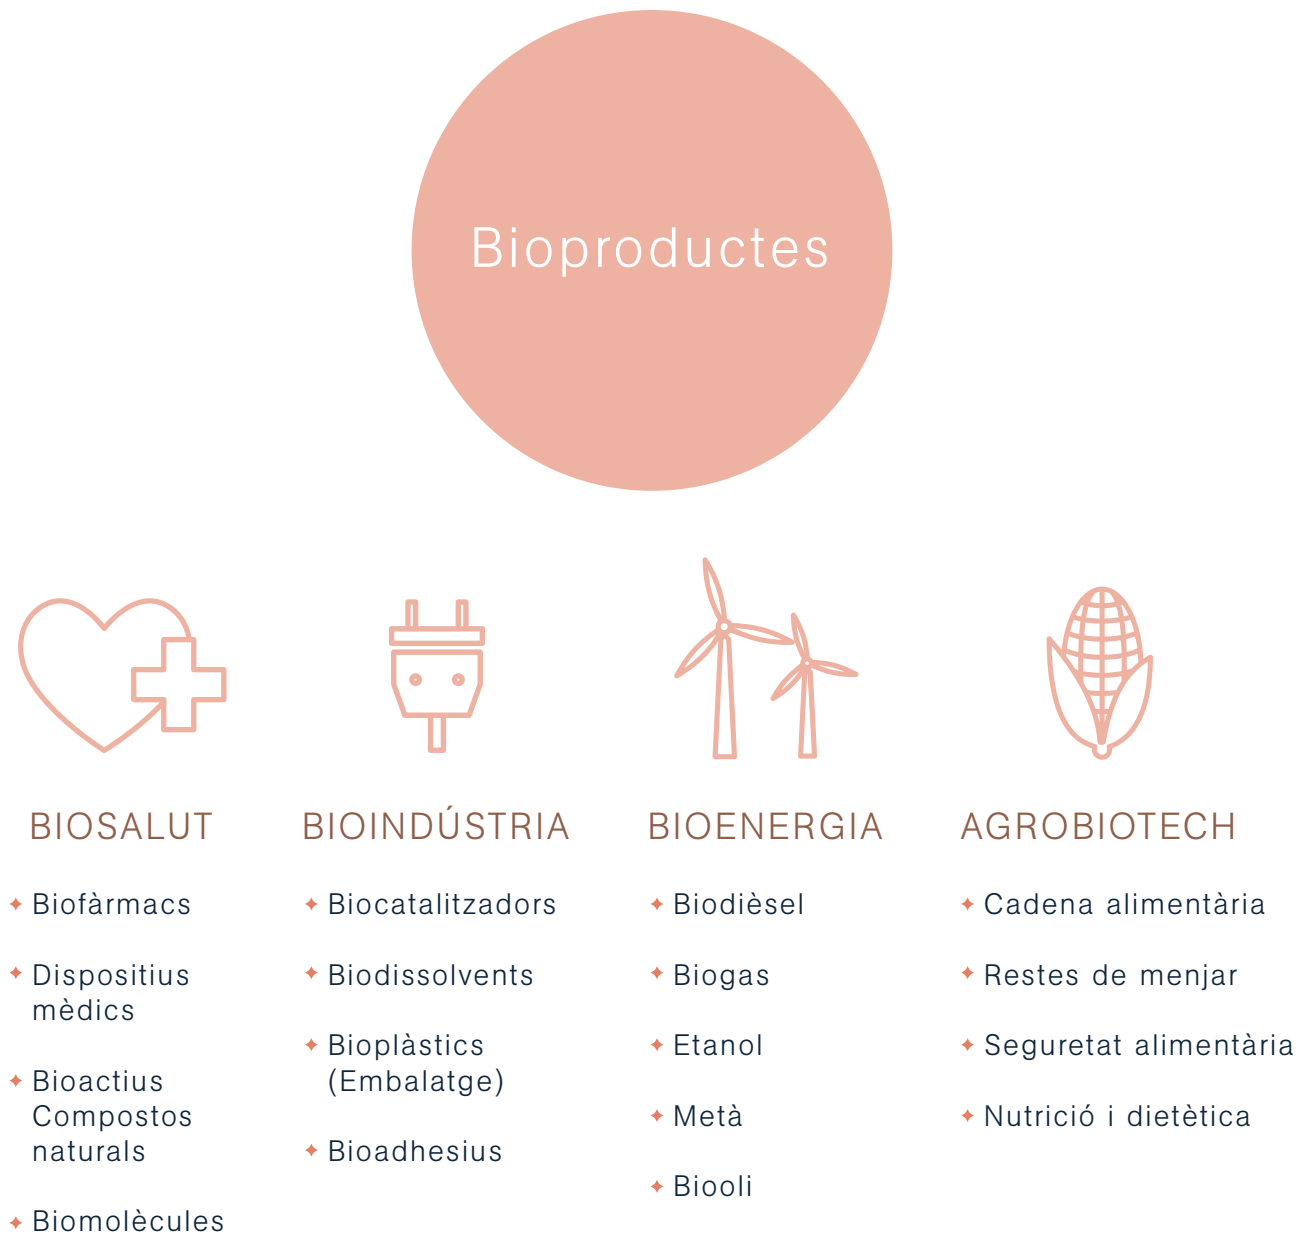 Bioproductes
BIOSALUT
Biofàrmacs
Dispositius
mèdics
Bioactius
Compostos
naturals
Biomolècules
BIOINDÚSTRIA
Biocatalitzadors
Biodissolvents
Bioplàstics
(Embalatge)
Bioadhesius
BIOENERGIA
Biodièsel
Biogas
Etanol
Metà
Biooli
AGROBIOTECH
Cadena alimentària
Restes de menjar
Seguretat alimentària
Nutrició i dietètica